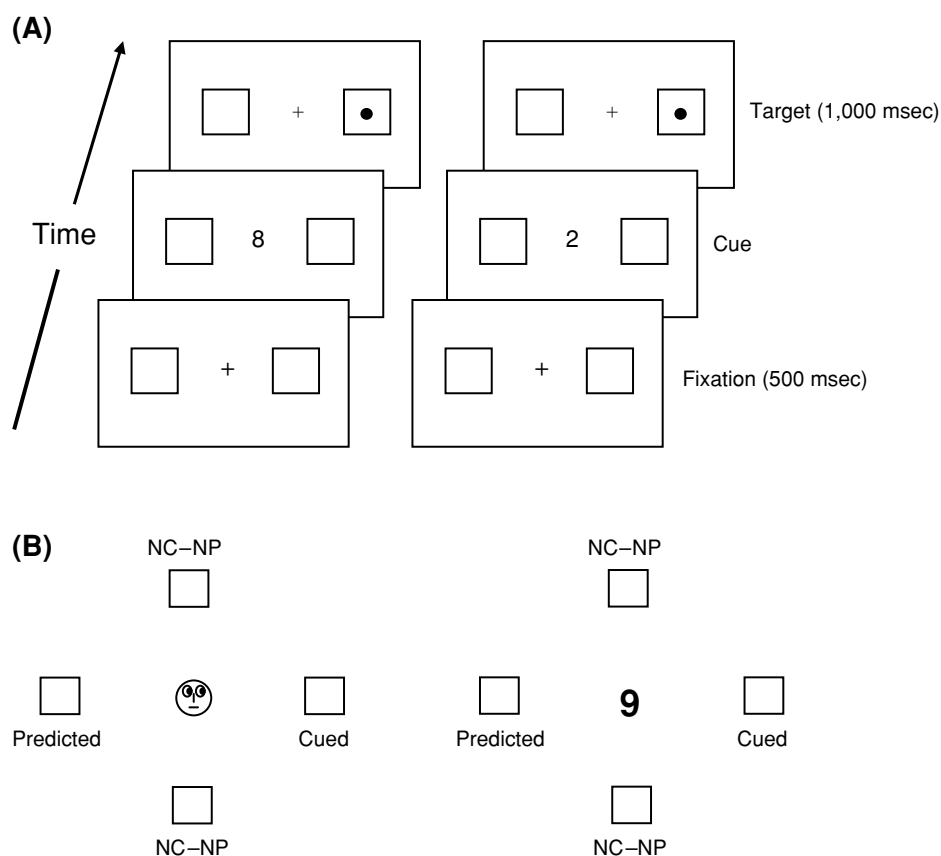 (A)
+ +
Target (1,000 msec)
Time
8 2
Cue
+ +
Fixation (500 msec)
(B)
NC–NP NC–NP
9
Predicted Cued Predicted Cued
NC–NP NC–NP